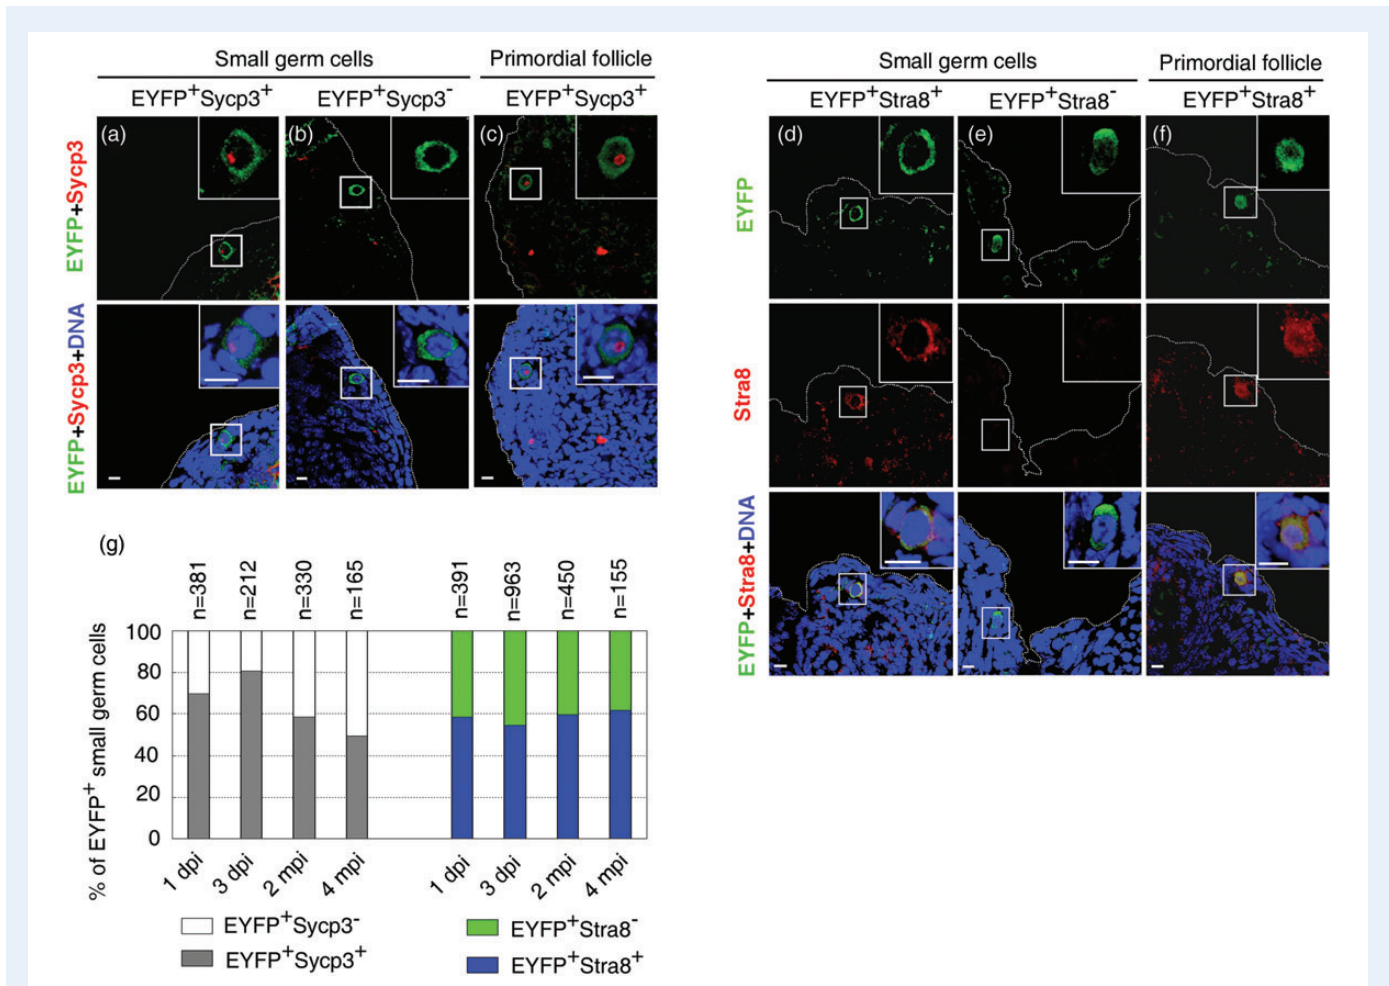 Small germ cells
Primordial follicle
EYFP+Sycp3+
EYFP+Sycp3-
EYFP+Sycp3+
(a)
(b)
(c)
EYFP+Sycp3
EYFP+Sycp3+DNA
Small germ cells
Primordial follicle
EYFP+Stra8+
EYFP+Stra8-
EYFP+Stra8+
(d)
(e)
(f)
EYFP
Stra8
EYFP+Stra8+DNA
(g)
n=381
n=212
n=330
n=165
n=391
n=963
n=450
n=155
% of EYFP+ small germ cells
100
80
60
40
20
0
1 dpi
3 dpi
2 mpi
4 mpi
1 dpi
3 dpi
2 mpi
4 mpi
EYFP+Sycp3-
EYFP+Sycp3+
EYFP+Stra8-
EYFP+Stra8+